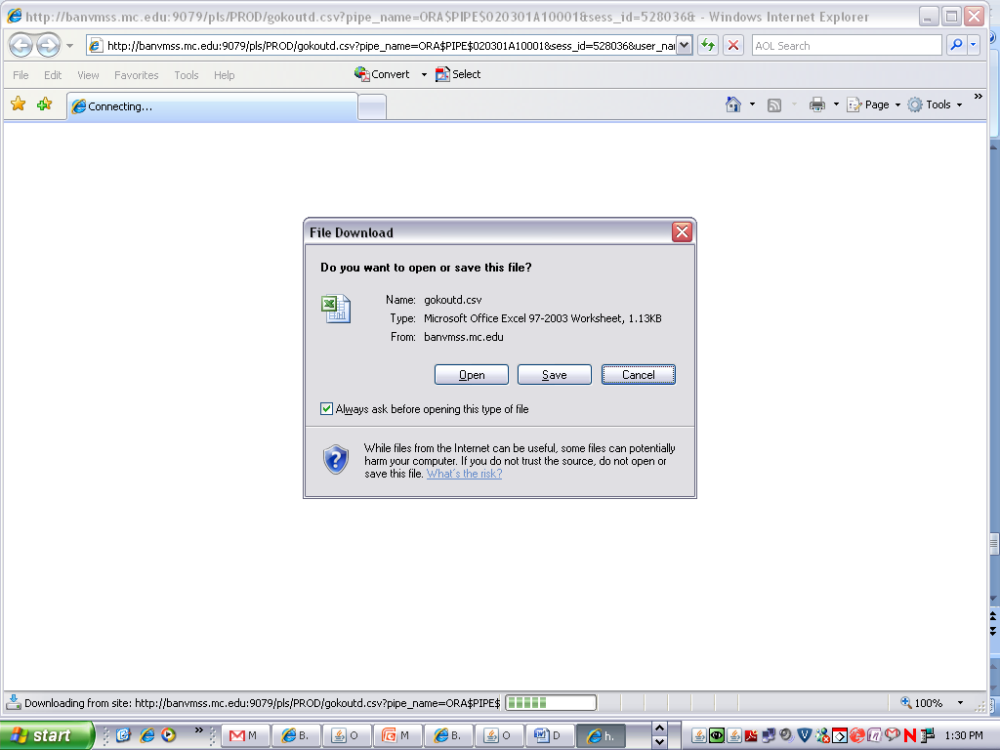 http://banvmss.mc.edu:9079/pls/PROD/gokoutd.csv?pipe_name=ORA$PIPE$020301A10001&sess_id=528036& - Windows Internet Explorer
http://banvmss.mc.edu:9079/pls/PROD/gokoutd.csv?pipe_name=ORA$PIPE$020301A10001&sess_id=528036&user_nai
AOL Search
File Edit View Favorites Tools Help
Convert Select
Connecting...
Page Tools
File Download
Do you want to open or save this file?
Name: gokoutd.csv
Type: Microsoft Office Excel 97-2003 Worksheet, 1.13KB
From: banvmss.mc.edu
Open Save Cancel
Always ask before opening this type of file
While files from the Internet can be useful, some files can potentially
harm your computer. If you do not trust the source, do not open or
save this file. What's the risk?
Downloading from site: http://banvmss.mc.edu:9079/pls/PROD/gokoutd.csv?pipe_name=ORA$PIPE$
100%
start M B. O M B. O D h. 1:30 PM